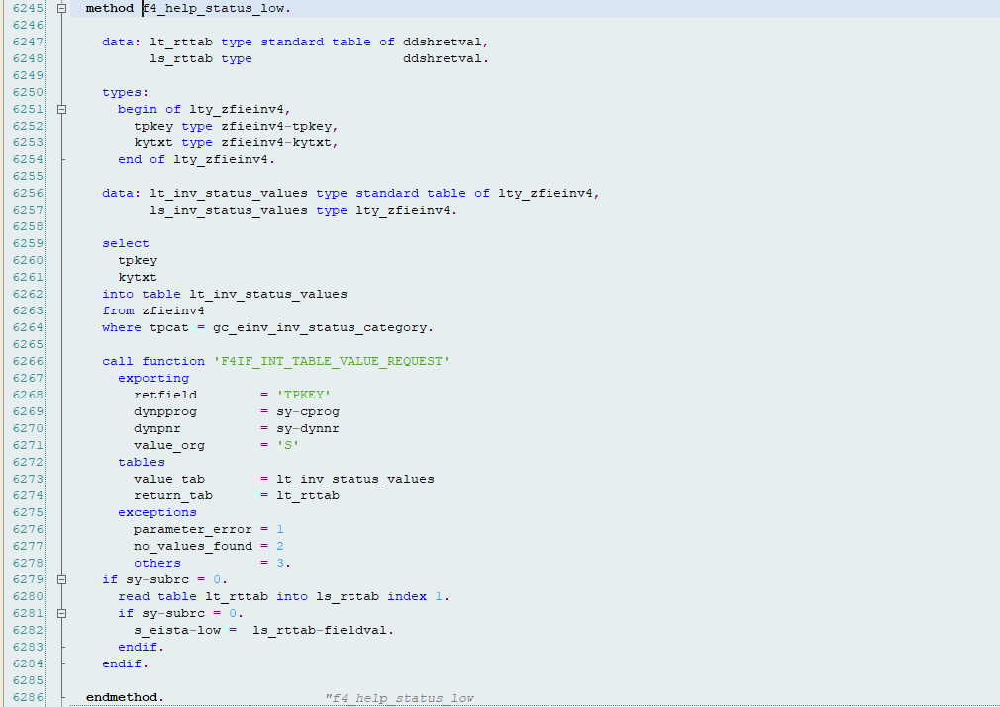 6245 method f4_help_status_low.
6246
6247 data: lt_rttab type standard table of ddshretval,
6248 ls_rttab type ddshretval.
6249
6250 types:
6251 begin of lty_zfieinv4,
6252 tpkey type zfieinv4-tpkey,
6253 kytxt type zfieinv4-kytxt,
6254 end of lty_zfieinv4.
6255
6256 data: lt_inv_status_values type standard table of lty_zfieinv4,
6257 ls_inv_status_values type lty_zfieinv4.
6258
6259 select
6260 tpkey
6261 kytxt
6262 into table lt_inv_status_values
6263 from zfieinv4
6264 where tpcat = gc_einv_inv_status_category.
6265
6266 call function 'F4IF_INT_TABLE_VALUE_REQUEST'
6267 exporting
6268 retfield = 'TPKEY'
6269 dynpprog = sy-cprog
6270 dynpnr = sy-dynnr
6271 value_org = 'S'
6272 tables
6273 value_tab = lt_inv_status_values
6274 return_tab = lt_rttab
6275 exceptions
6276 parameter_error = 1
6277 no_values_found = 2
6278 others = 3.
6279 if sy-subrc = 0.
6280 read table lt_rttab into ls_rttab index 1.
6281 if sy-subrc = 0.
6282 s_eista-low = ls_rttab-fieldval.
6283 endif.
6284 endif.
6285
6286 endmethod. "f4_help_status_low